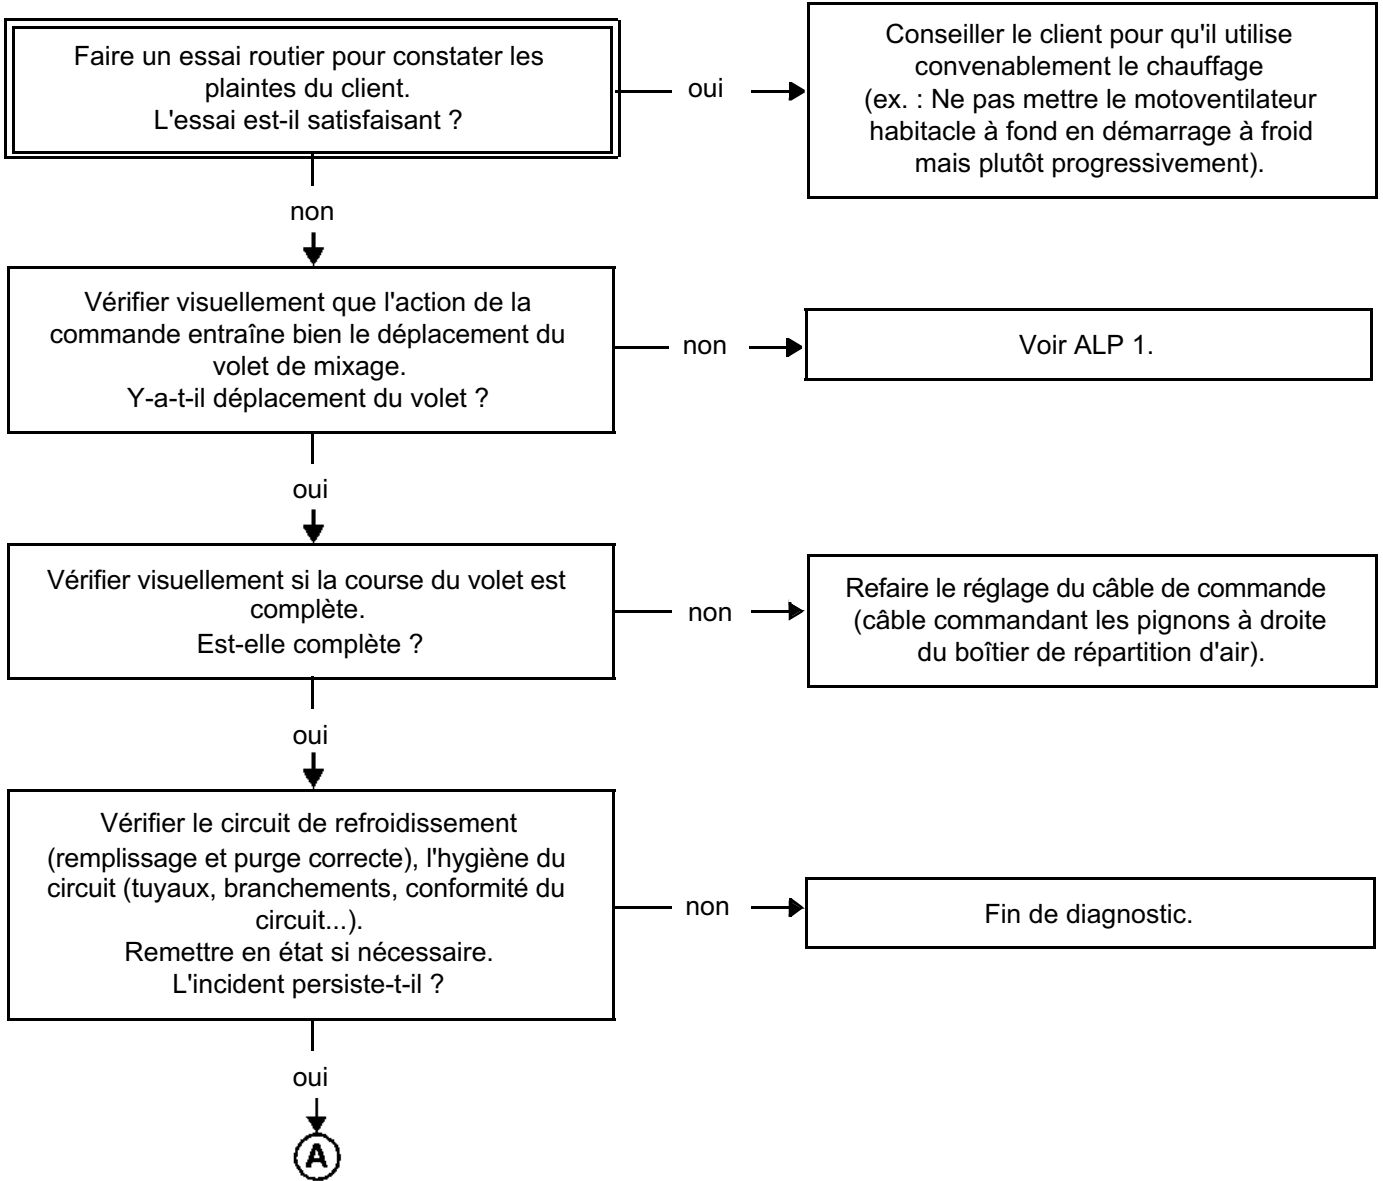 Faire un essai routier pour constater les
plaintes du client.
L'essai est-il satisfaisant ?
oui
Conseiller le client pour qu'il utilise
convenablement le chauffage
(ex. : Ne pas mettre le motoventilateur
habitacle à fond en démarrage à froid
mais plutôt progressivement).
non
Vérifier visuellement que l'action de la
commande entraîne bien le déplacement du
volet de mixage.
Y-a-t-il déplacement du volet ?
non
Voir ALP 1.
oui
Vérifier visuellement si la course du volet est
complète.
Est-elle complète ?
non
Refaire le réglage du câble de commande
(câble commandant les pignons à droite
du boîtier de répartition d'air).
oui
Vérifier le circuit de refroidissement
(remplissage et purge correcte), l'hygiène du
circuit (tuyaux, branchements, conformité du
circuit...).
Remettre en état si nécessaire.
L'incident persiste-t-il ?
non
Fin de diagnostic.
oui
A